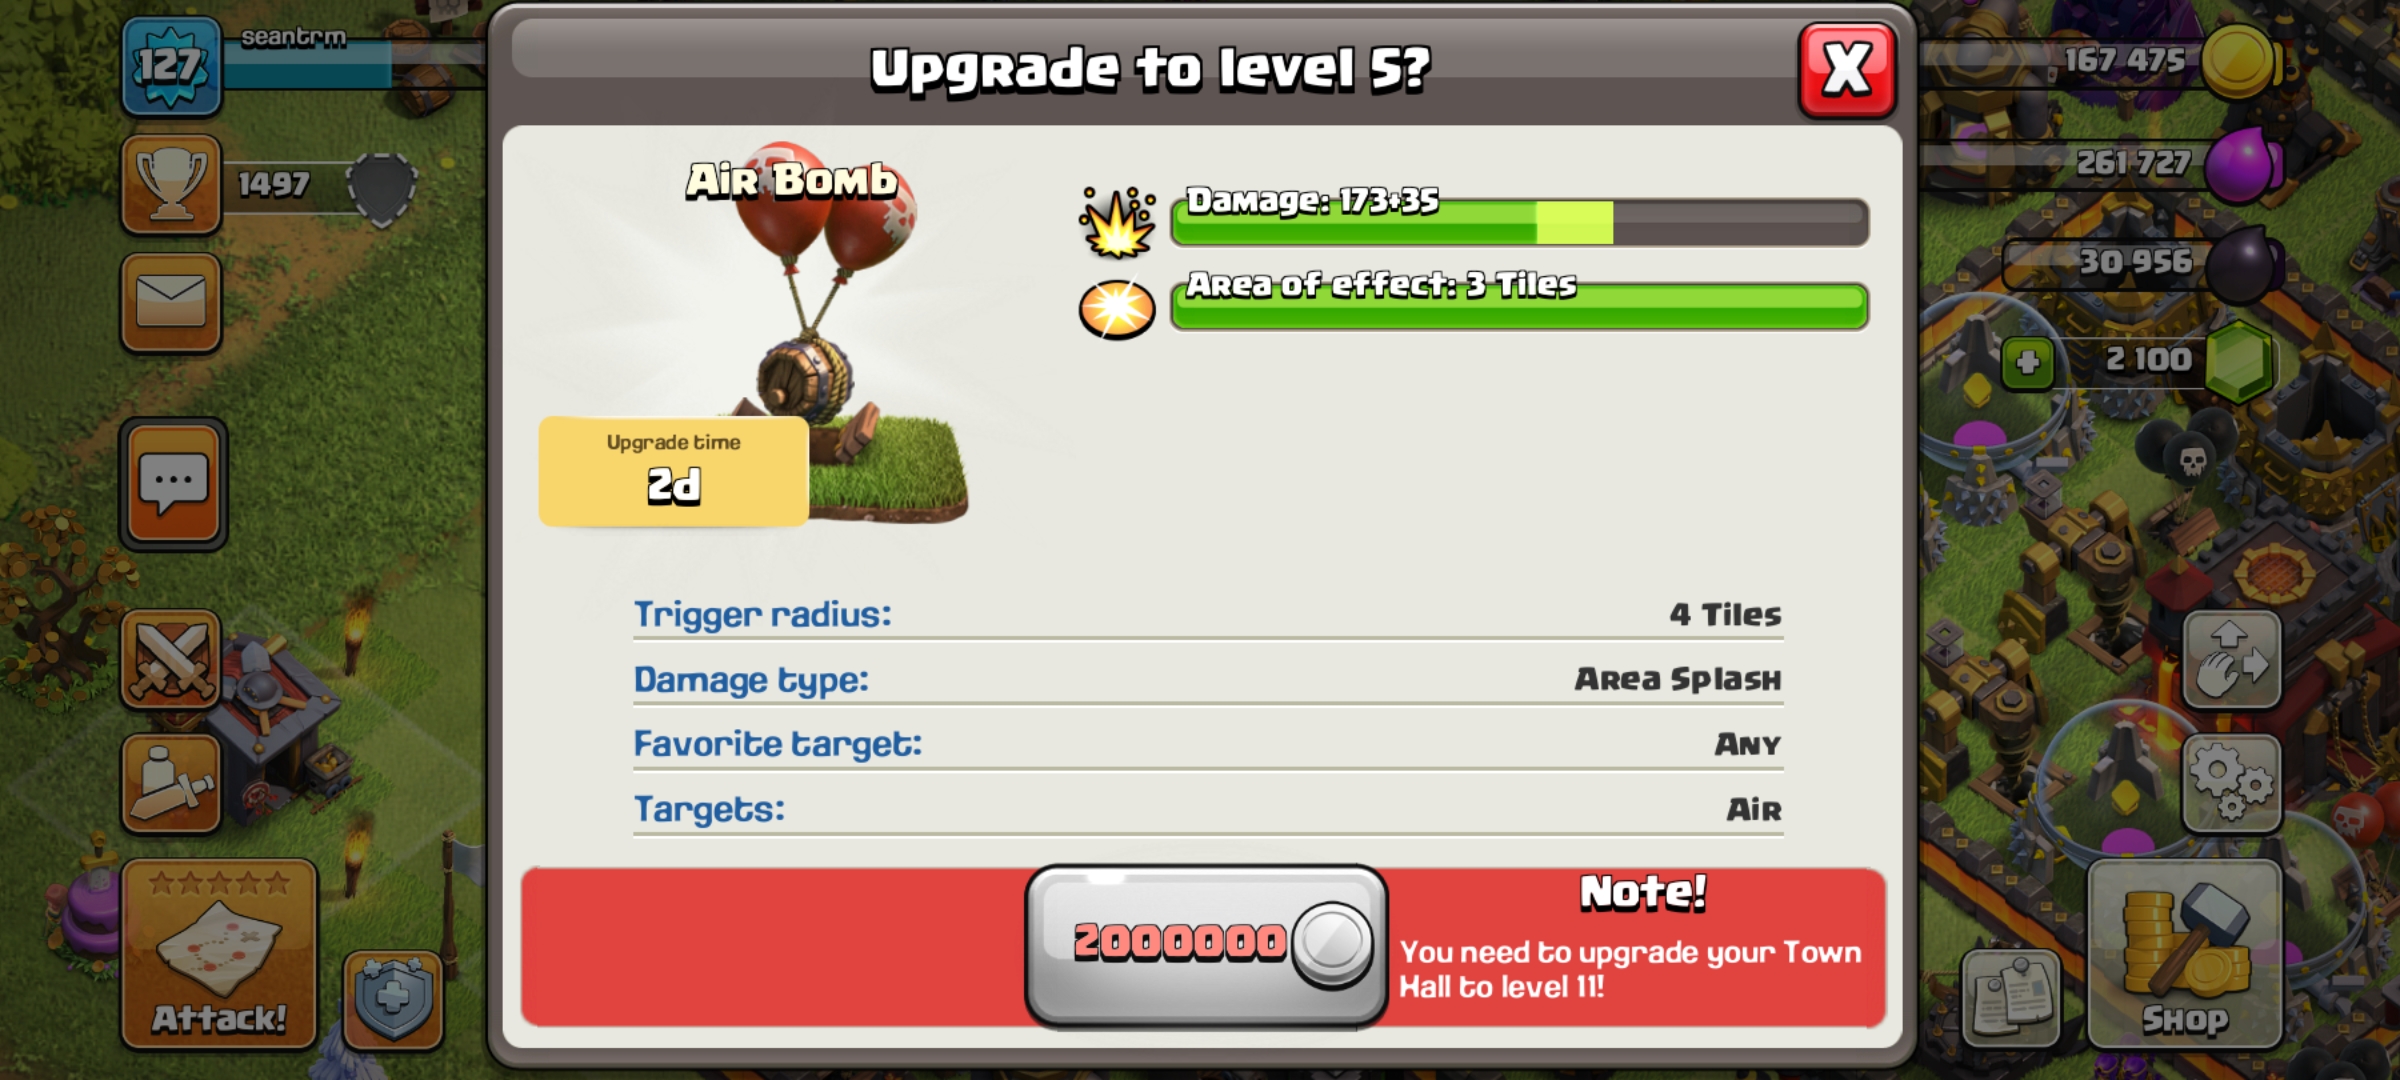 127
seantrm
1497
Attack!
Upgrade to level 5?
X
Air Bomb
Damage: 173+35
Area of effect: 3 Tiles
Upgrade time
2d
Trigger radius: 4 Tiles
Damage type: Area Splash
Favorite target: Any
Targets: Air
2000000
Note!
You need to upgrade your Town
Hall to level 11!
167 475
261 727
30 956
2 100
Shop